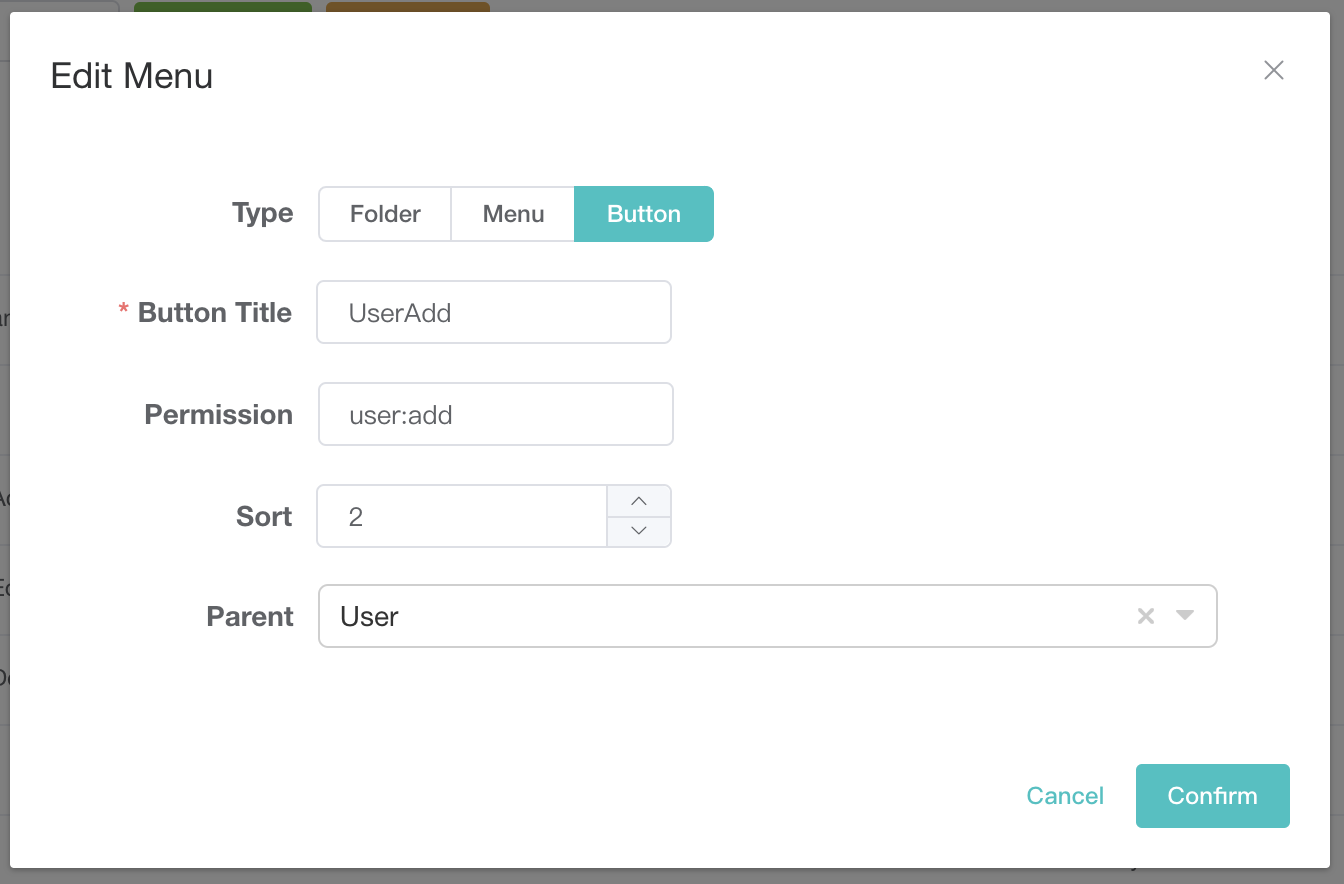 Edit Menu
Type Folder Menu Button
* Button Title UserAdd
Permission user:add
Sort 2
Parent User
Cancel Confirm